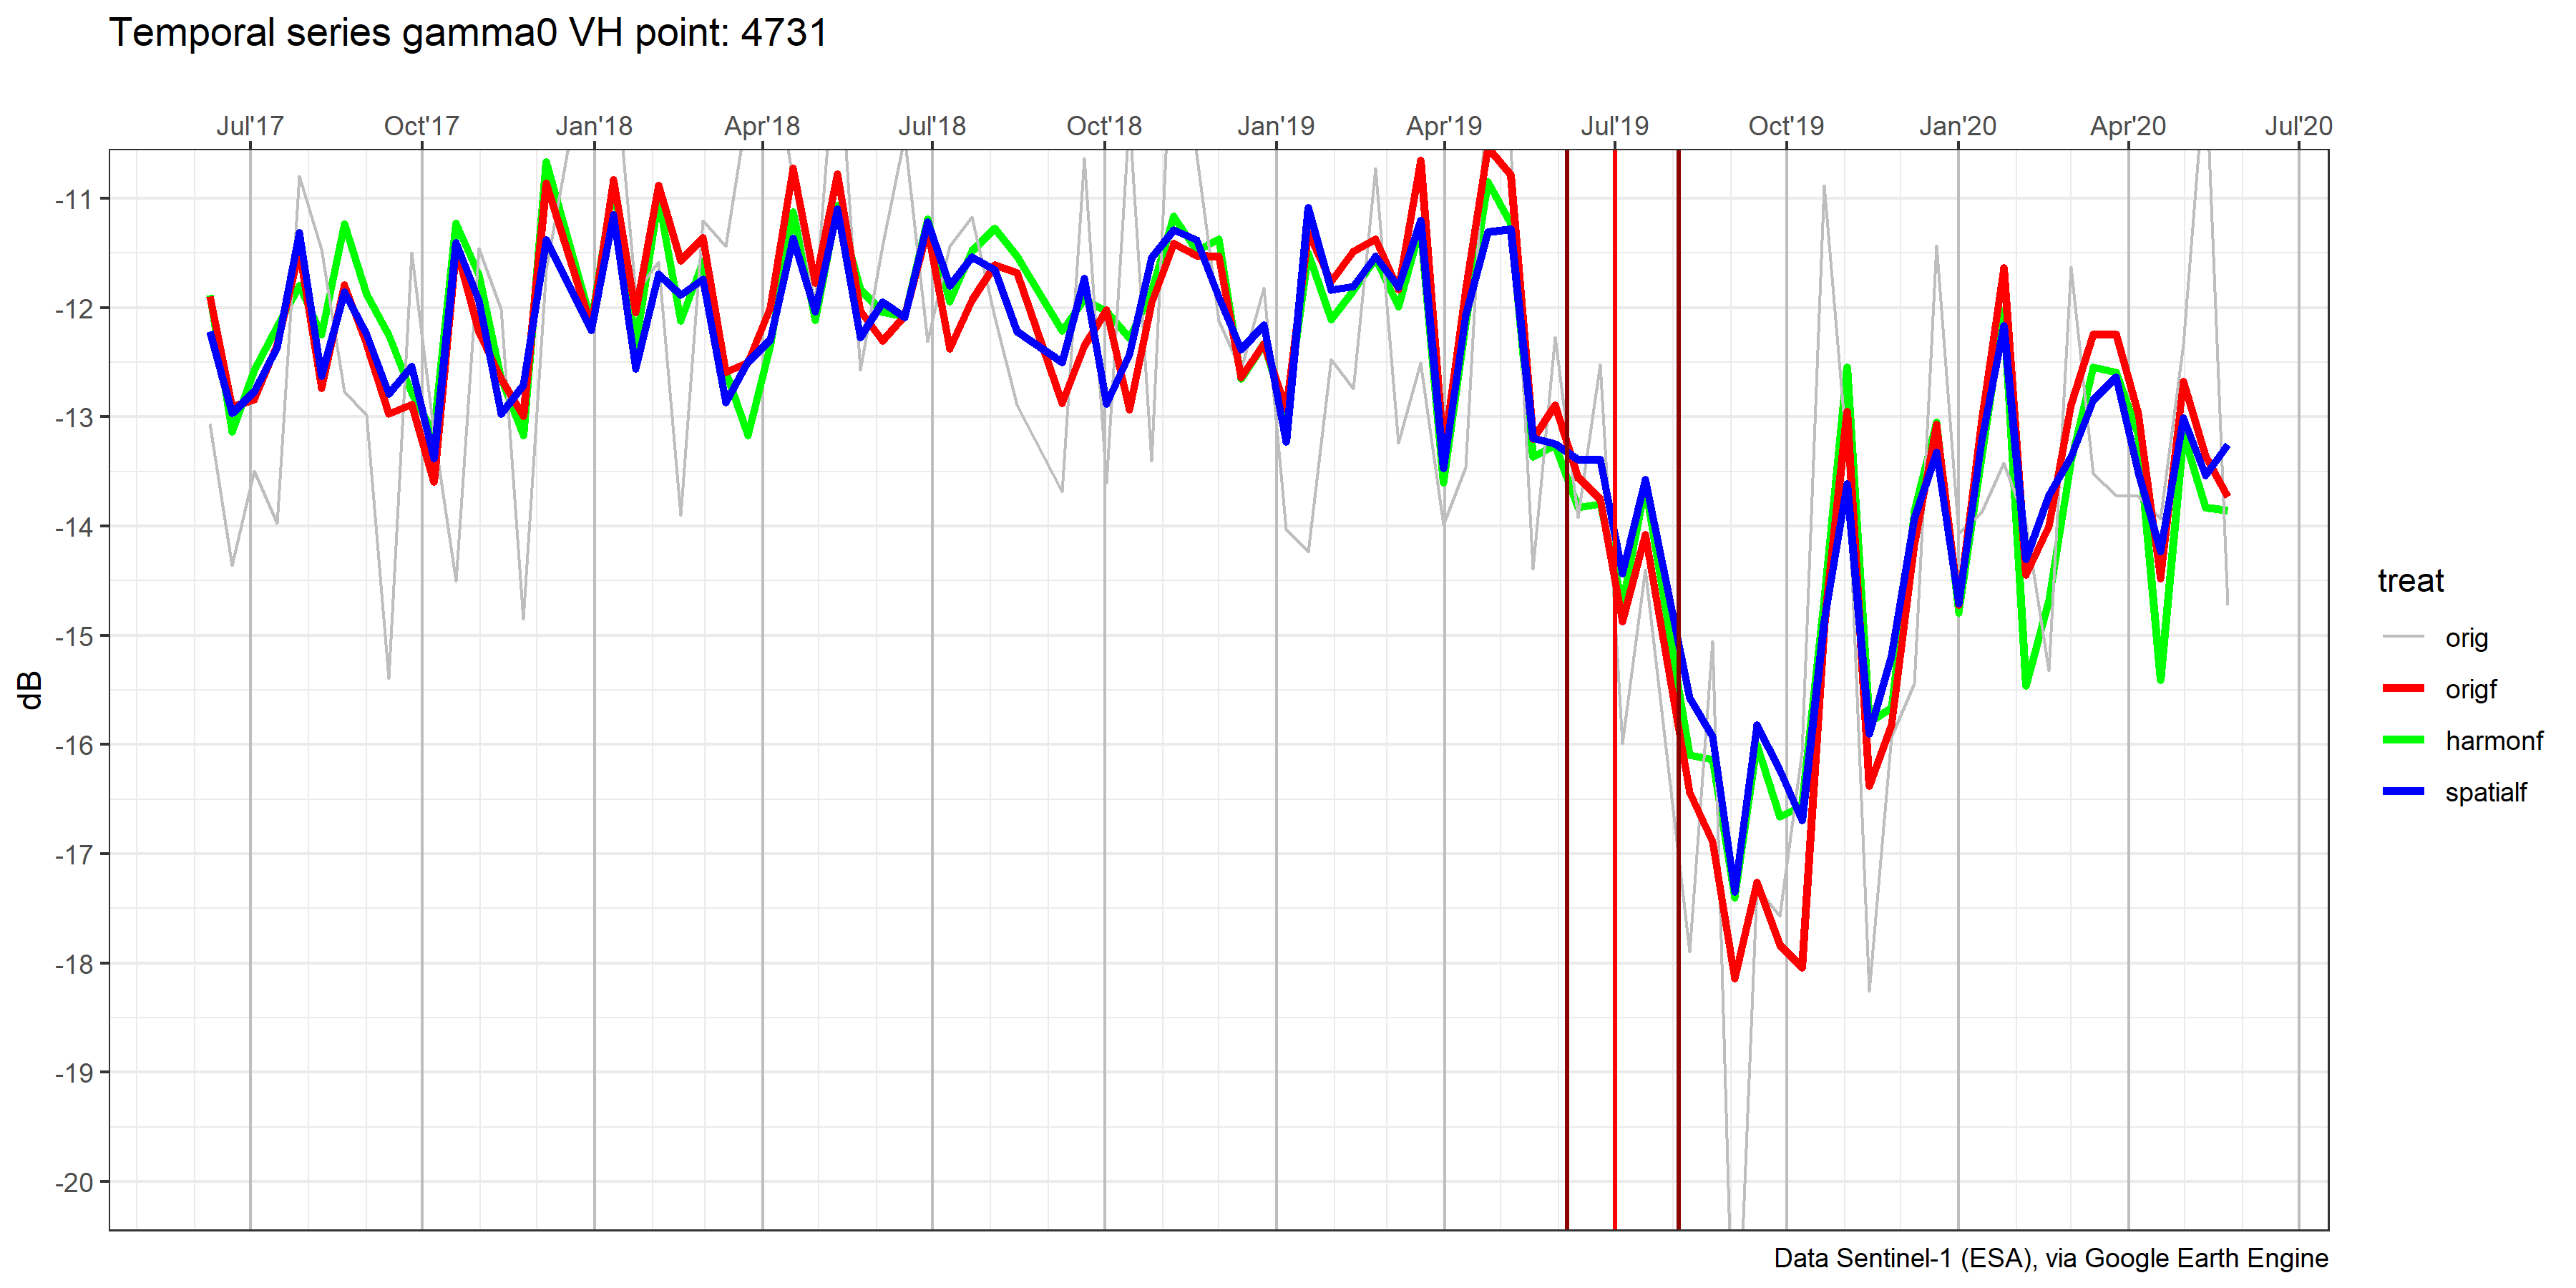 Temporal series gamma0 VH point: 4731
Jul'17 Oct'17 Jan'18 Apr'18 Jul'18 Oct'18 Jan'19 Apr'19 Jul'19 Oct'19 Jan'20 Apr'20 Jul'20
-11
-12
-13
-14
-15
-16
-17
-18
-19
-20
dB
treat
orig
origf
harmonf
spatialf
Data Sentinel-1 (ESA), via Google Earth Engine